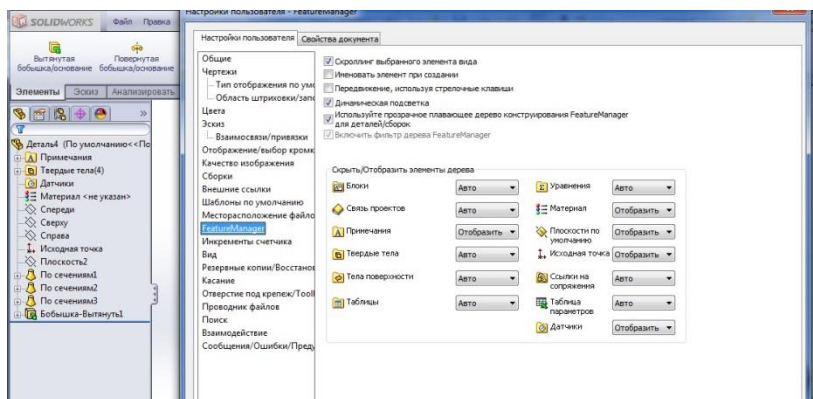 Настройки пользователя - FeatureManager
SOLIDWORKS Файл Правка
Вытянутая бобышка/основание
Повернутая бобышка/основание
Элементы Эскиз Анализировать
Деталь4 (По умолчанию<<По
Примечания
Твердые тела(4)
Датчики
Материал <не указан>
Спереди
Сверху
Справа
Исходная точка
Плоскость2
По сечениям1
По сечениям2
По сечениям3
Бобышка-Вытянуть1
Настройки пользователя Свойства документа
Общие
Чертежи
Тип отображения по умо
Область штриховки/запо
Цвета
Эскиз
Взаимосвязи/привязки
Отображение/выбор кромк
Качество изображения
Сборки
Внешние ссылки
Шаблоны по умолчанию
Месторасположение файло
FeatureManager
Инкременты счетчика
Вид
Резервные копии/Восстанов
Касание
Отверстие под крепеж/Tool
Проводник файлов
Поиск
Взаимодействие
Сообщения/Ошибки/Преду
Скроллинг выбранного элемента вида
Именовать элемент при создании
Передвижение, используя стрелочные клавиши
Динамическая подсветка
Используйте прозрачное плавающее дерево конструирования FeatureManager
для деталей/сборок
Включить фильтр дерева FeatureManager
Скрыть/Отобразить элементы дерева
Блоки Авто
Связь проектов Авто
Примечания Отобразить
Твердые тела Авто
Тела поверхности Авто
Таблицы Авто
Уравнения Авто
Материал Отобразить
Плоскости по умолчанию Отобразить
Исходная точка Отобразить
Ссылки на сопряжения Авто
Таблица параметров Авто
Датчики Отобразить